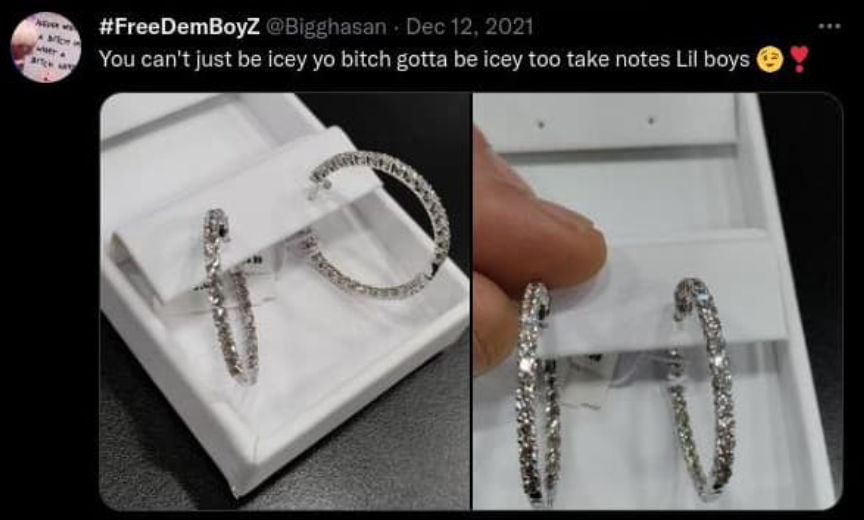 #FreeDemBoyZ @Bigghasan · Dec 12, 2021
You can't just be icey yo bitch gotta be icey too take notes Lil boys 😉❣️